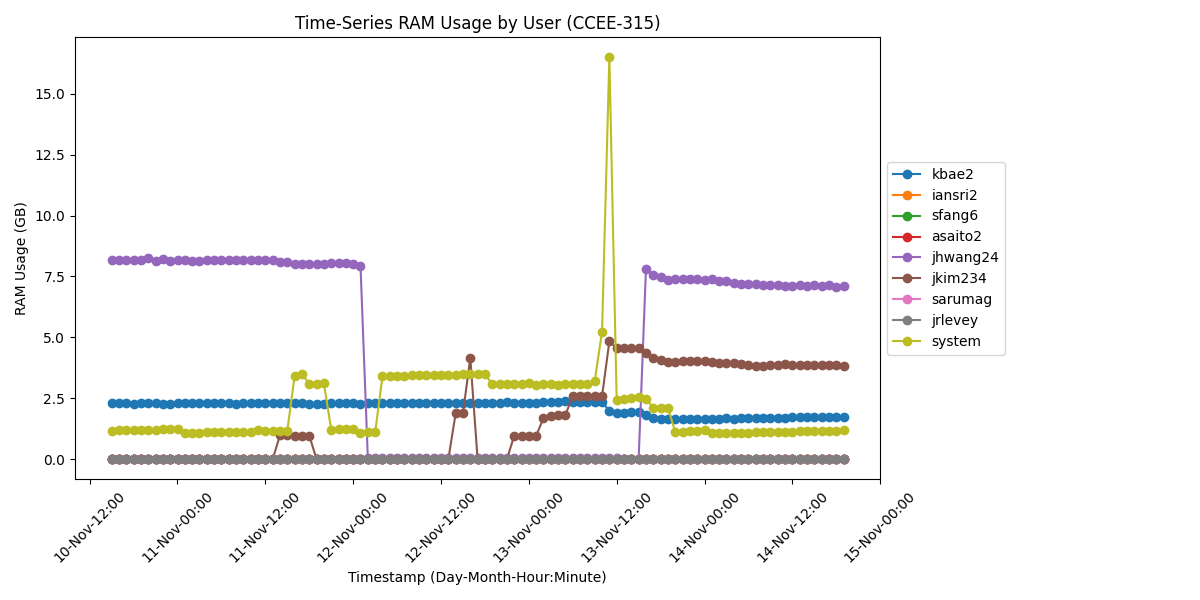 Time-Series RAM Usage by User (CCEE-315)
RAM Usage (GB)
15.0
12.5
10.0
7.5
5.0
2.5
0.0
10-Nov-12:00
11-Nov-00:00
11-Nov-12:00
12-Nov-00:00
12-Nov-12:00
13-Nov-00:00
13-Nov-12:00
14-Nov-00:00
14-Nov-12:00
15-Nov-00:00
Timestamp (Day-Month-Hour:Minute)
kbae2
iansri2
sfang6
asaito2
jhwang24
jkim234
sarumag
jrlevey
system